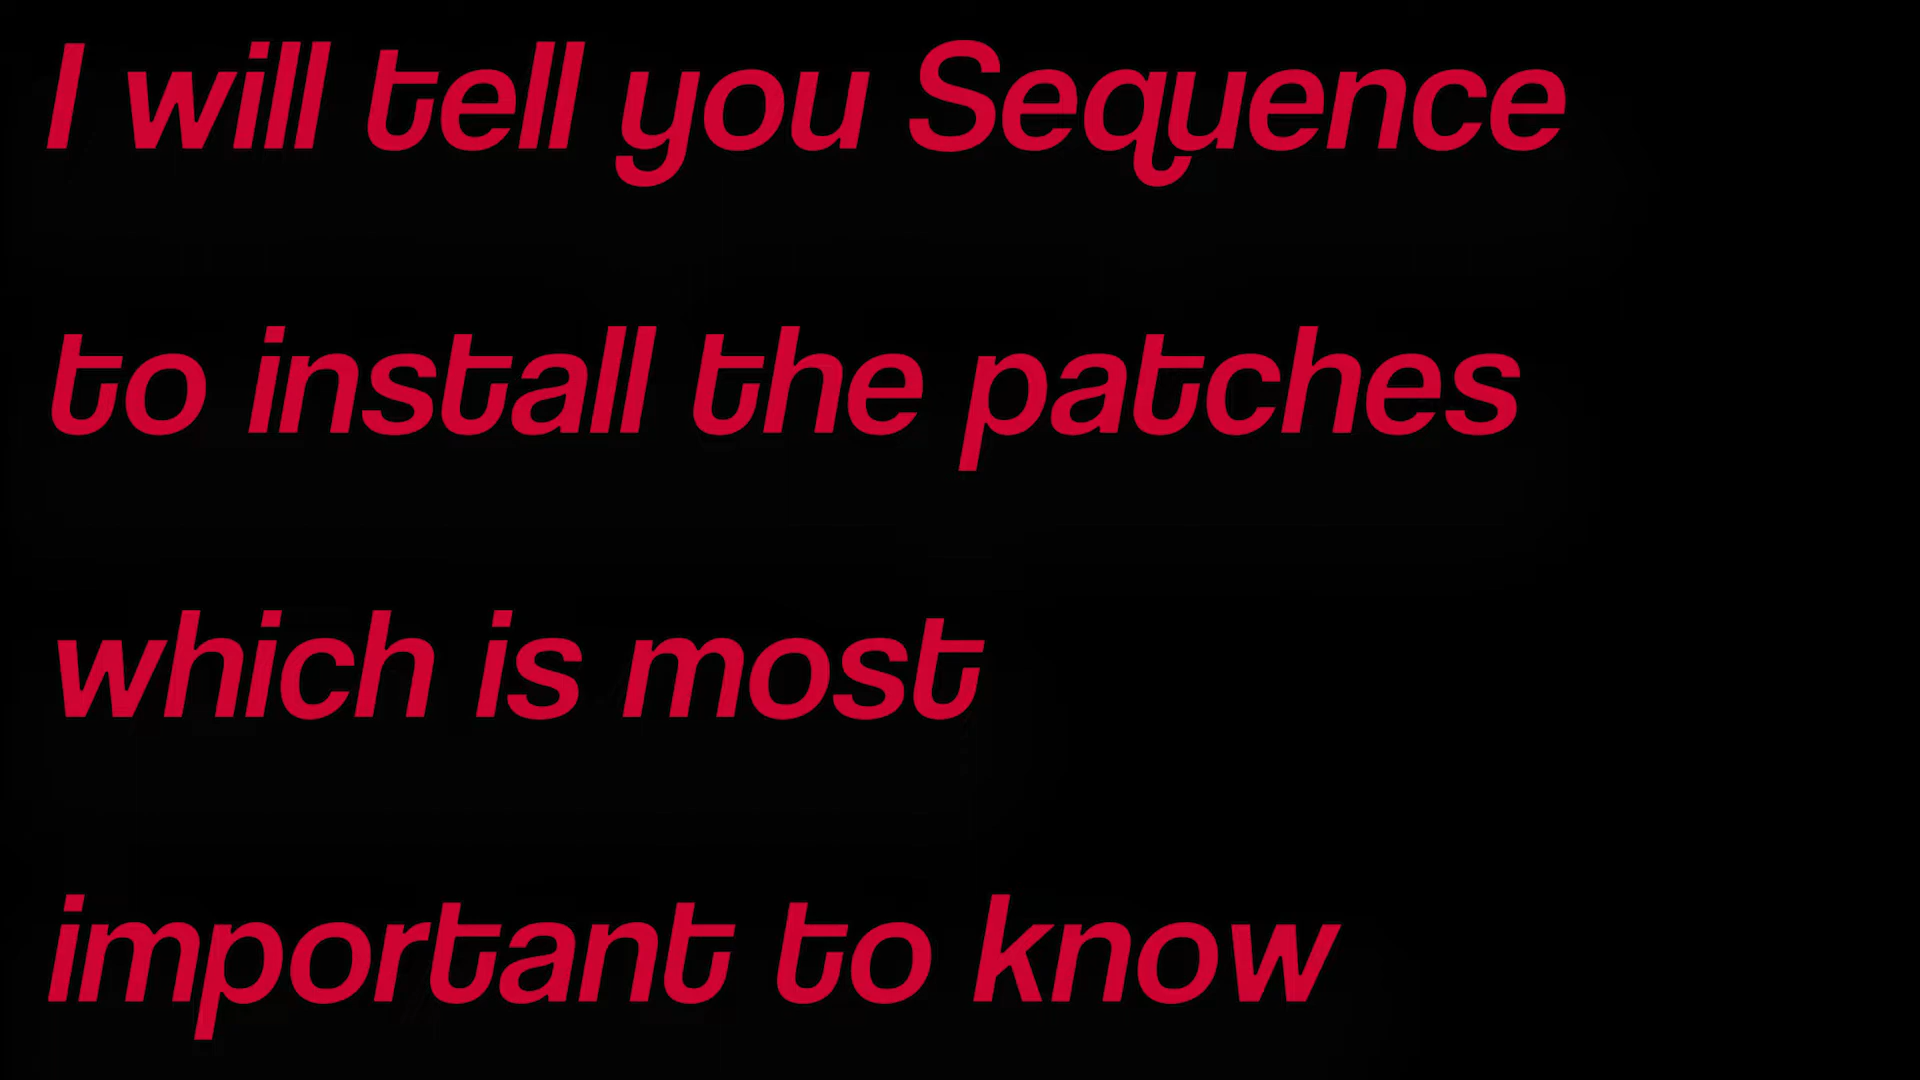 I will tell you Sequence
to install the patches
which is most
important to know